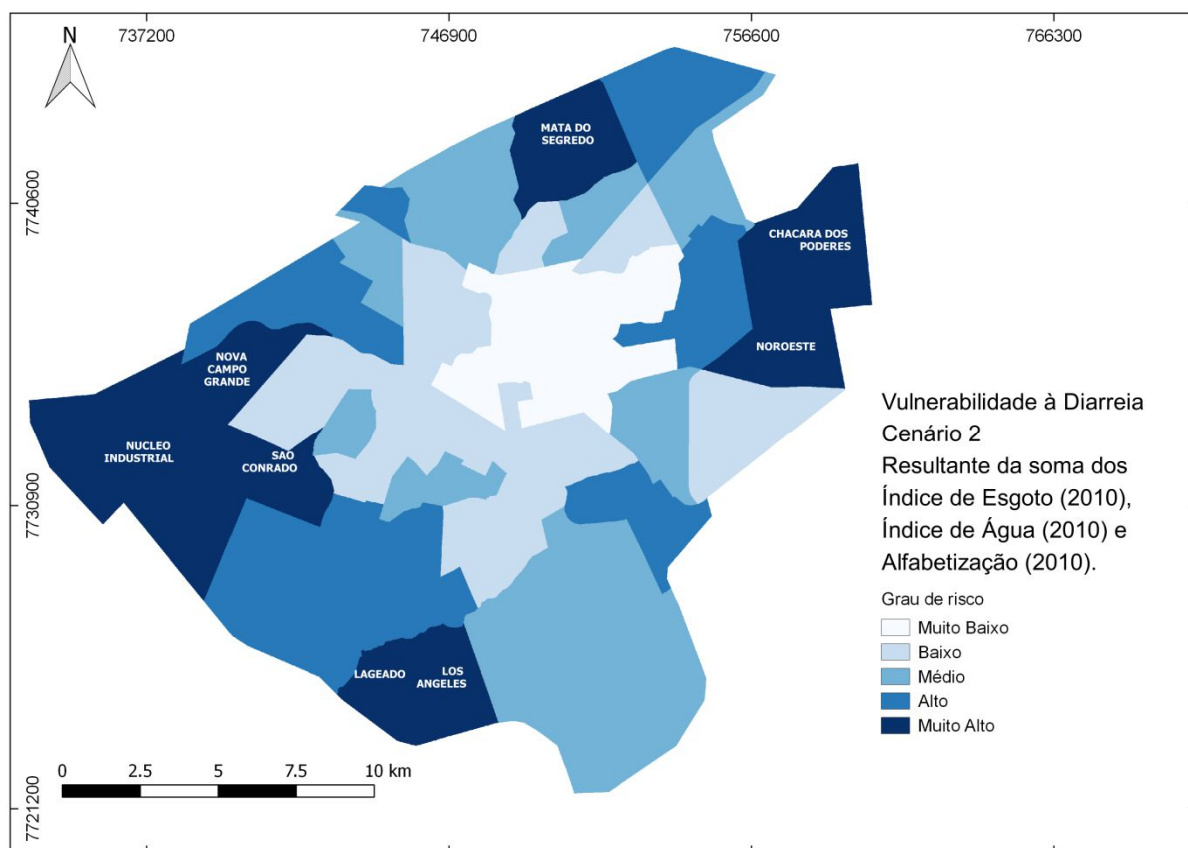 737200
746900
756600
766300
N
7740600
7730900
7721200
MATA DO
SEGREDO
CHACARA DOS
PODERES
NOROESTE
NOVA
CAMPO
GRANDE
NUCLEO
INDUSTRIAL
SAO
CONRADO
LAGEADO
LOS
ANGELES
Vulnerabilidade à Diarreia
Cenário 2
Resultante da soma dos
Índice de Esgoto (2010),
Índice de Água (2010) e
Alfabetização (2010).
Grau de risco
Muito Baixo
Baixo
Médio
Alto
Muito Alto
0 2.5 5 7.5 10 km